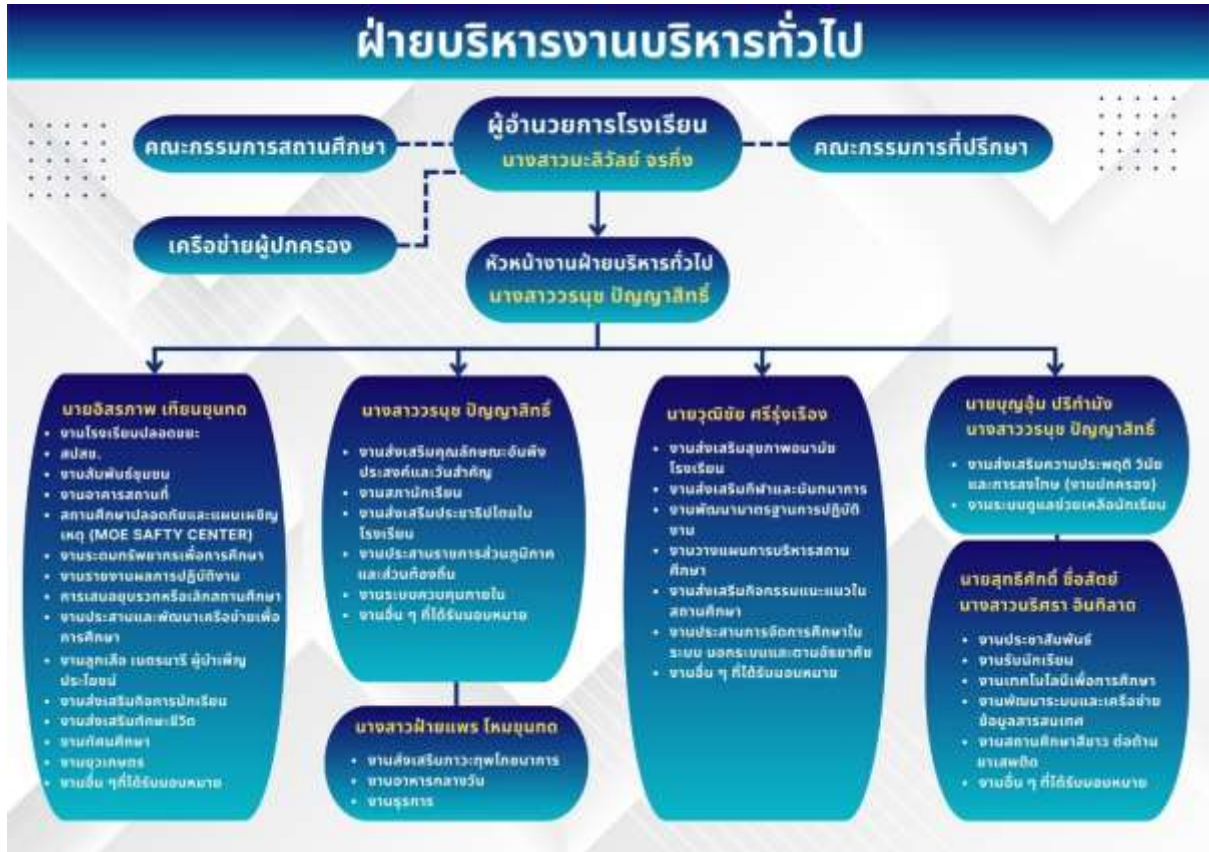 ฝ่ายบริหารงานบริหารทั่วไป
คณะกรรมการสถานศึกษา
ผู้อำนวยการโรงเรียน
นางสาวมะลิวัลย์ จรกิ่ง
คณะกรรมการที่ปรึกษา
เครือข่ายผู้ปกครอง
หัวหน้างานฝ่ายบริหารทั่วไป
นางสาววรนุช ปัญญาสิทธิ์
นายอิสรภาพ เทียนขุนทด
งานโรงเรียนปลอดขยะ
สปสช.
งานสัมพันธ์ชุมชน
งานอาคารสถานที่
สถานศึกษาปลอดภัยและแผนเผชิญ
เหตุ (MOE SAFTY CENTER)
งานระดมทรัพยากรเพื่อการศึกษา
งานรายงานผลการปฏิบัติงาน
การเสนอยุบรวกหรือเลิกสถานศึกษา
งานประสานและพัฒนาเครือข่ายเพื่อ
การศึกษา
งานลูกเสือ เนตรนารี ผู้บำเพ็ญ
ประโยชน์
งานส่งเสริมกิจการนักเรียน
งานส่งเสริมทักษะชีวิต
งานทัศนศึกษา
งานยุวเกษตร
งานอื่น ๆที่ได้รับมอบหมาย
นางสาววรนุช ปัญญาสิทธิ์
งานส่งเสริมคุณลักษณะอันพึง
ประสงค์และวันสำคัญ
งานสภานักเรียน
งานส่งเสริมประชาธิปไตยใน
โรงเรียน
งานประสานรายการส่วนภูมิภาค
และส่วนท้องถิ่น
งานระบบควบคุมภายใน
งานอื่น ๆ ที่ได้รับมอบหมาย
นางสาวฝ้ายแพร โหมขุนทด
งานส่งเสริมภาวะทุพโภชนาการ
งานอาหารกลางวัน
งานธุรการ
นายวุฒิชัย ศรีรุ่งเรือง
งานส่งเสริมสุขภาพอนามัย
โรงเรียน
งานส่งเสริมกีฬาและนันทนาการ
งานพัฒนามาตรฐานการปฏิบัติ
งาน
งานวางแผนการบริหารสถาน
ศึกษา
งานส่งเสริมกิจกรรมแนะแนวใน
สถานศึกษา
งานประสานการจัดการศึกษาใน
ระบบ นอกระบบและตามอัธยาศัย
งานอื่น ๆ ที่ได้รับมอบหมาย
นายบุญอุ้ม ปริกำมัง
นางสาววรนุช ปัญญาสิทธิ์
งานส่งเสริมความประพฤติ วินัย
และการลงโทษ (งานปกครอง)
งานระบบดูแลช่วยเหลือนักเรียน
นายสุทธิศักดิ์ ซื่อสัตย์
นางสาวนริศรา อินทิลาด
งานประชาสัมพันธ์
งานรับนักเรียน
งานเทคโนโลยีเพื่อการศึกษา
งานพัฒนาระบบและเครือข่าย
ข้อมูลสารสนเทศ
งานสถานศึกษาสีขาว ต่อต้าน
ยาเสพติด
งานอื่น ๆ ที่ได้รับมอบหมาย